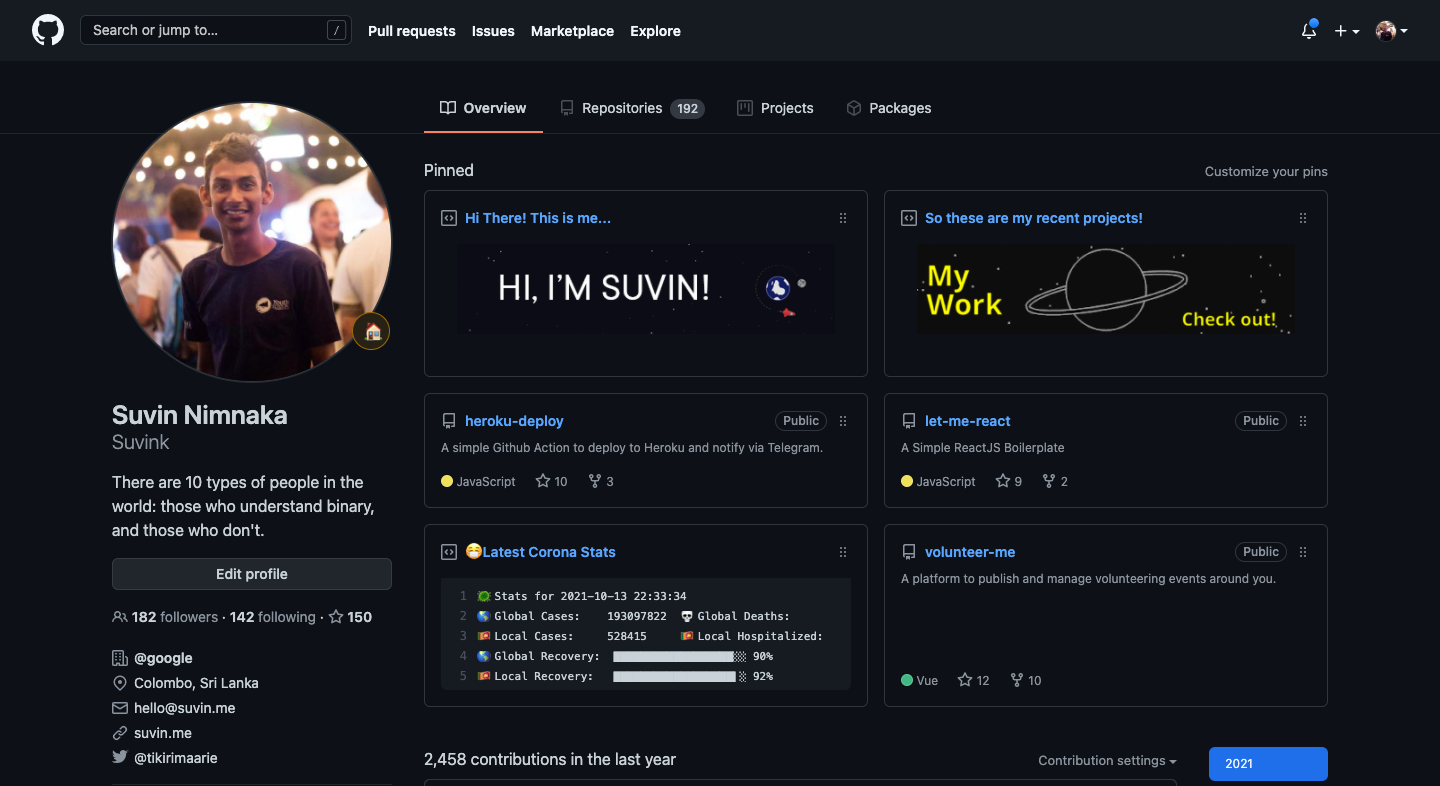 Search or jump to... /
Pull requests
Issues
Marketplace
Explore
Overview
Repositories 192
Projects
Packages
Suvin Nimnaka
Suvink
There are 10 types of people in the
world: those who understand binary,
and those who don't.
Edit profile
182 followers · 142 following · 150
@google
Colombo, Sri Lanka
hello@suvin.me
suvin.me
@tikirimaarie
Pinned
Customize your pins
Hi There! This is me...
HI, I'M SUVIN!
So these are my recent projects!
My
Work
Check out!
heroku-deploy
Public
A simple Github Action to deploy to Heroku and notify via Telegram.
JavaScript 10 3
let-me-react
Public
A Simple ReactJS Boilerplate
JavaScript 9 2
😷Latest Corona Stats
1 Stats for 2021-10-13 22:33:34
2 🌎 Global Cases: 193097822 💀 Global Deaths:
3 🇱🇰 Local Cases: 528415 🇱🇰 Local Hospitalized:
4 🌎 Global Recovery: 90%
5 🇱🇰 Local Recovery: 92%
volunteer-me
Public
A platform to publish and manage volunteering events around you.
Vue 12 10
2,458 contributions in the last year
Contribution settings
2021